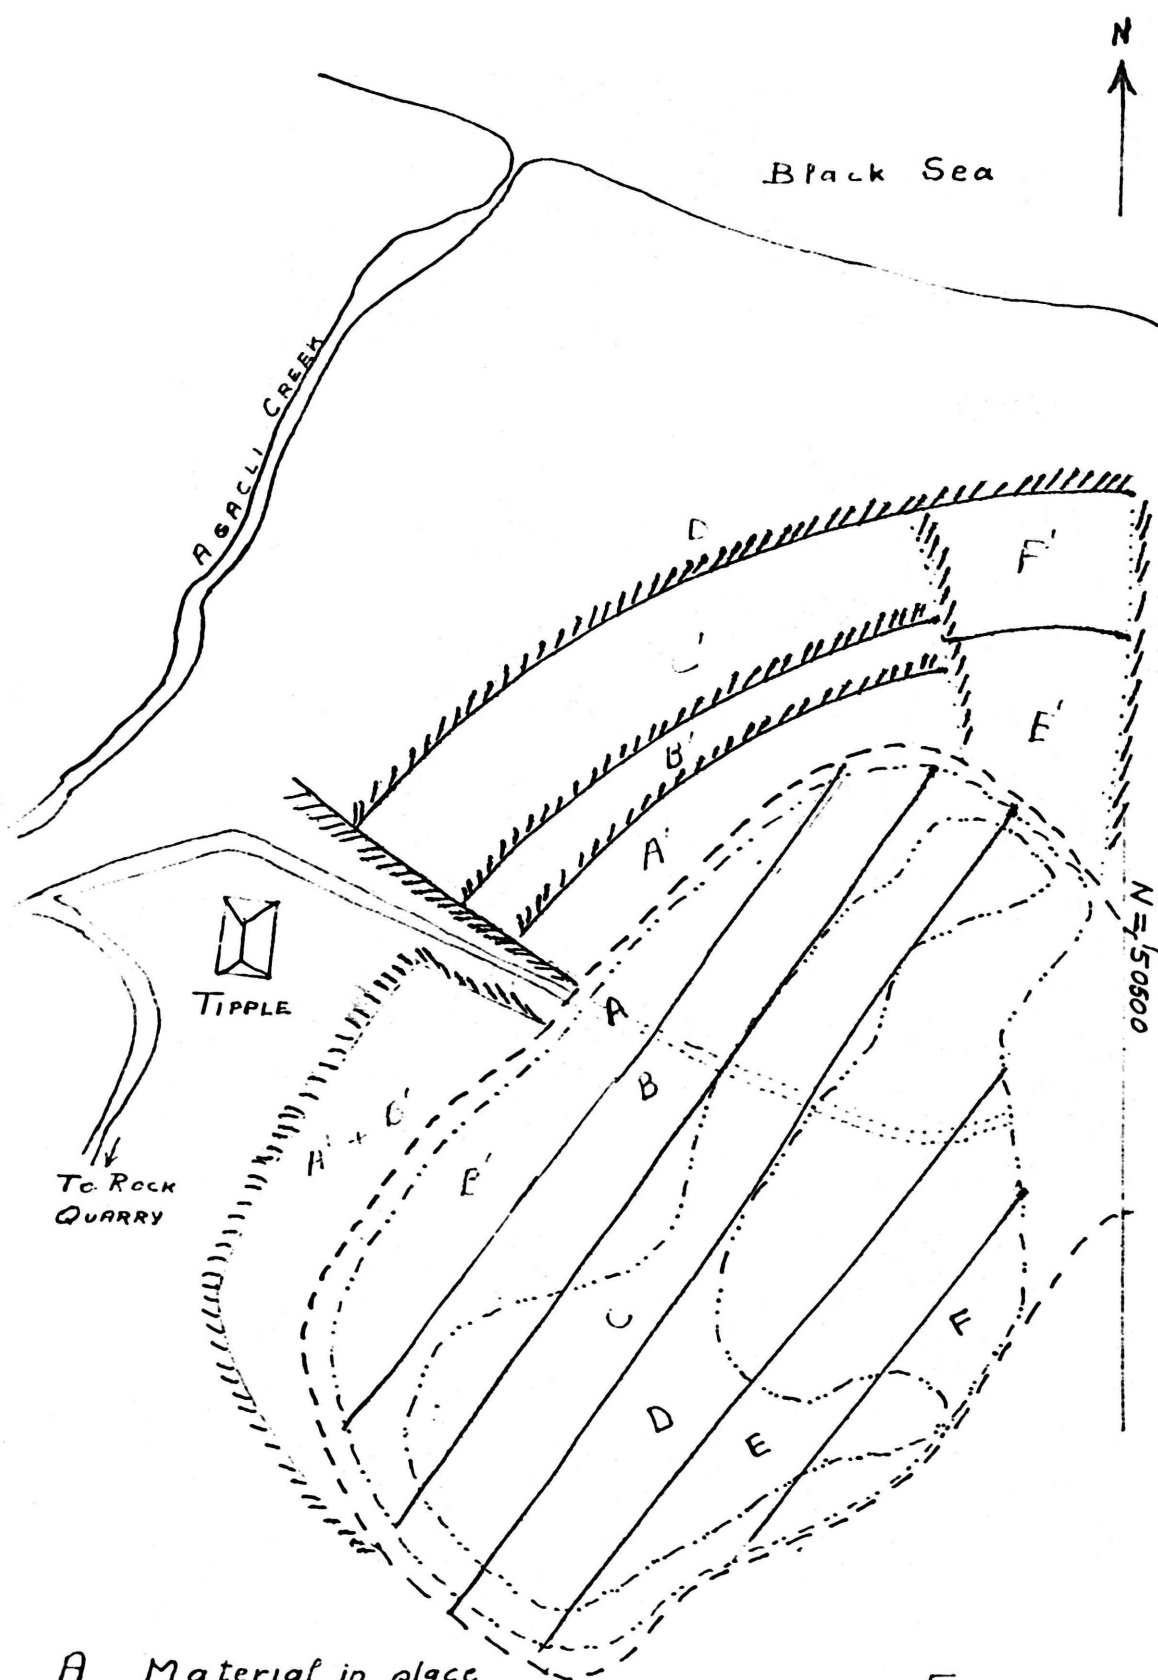 N
Black Sea
AGACLI CREEK
D
F'
C'
E'
B'
A'
N=50500
TIPPLE
A
B
H' + G'
E'
TO ROCK
QUARRY
C
F
D
E
A Material in place